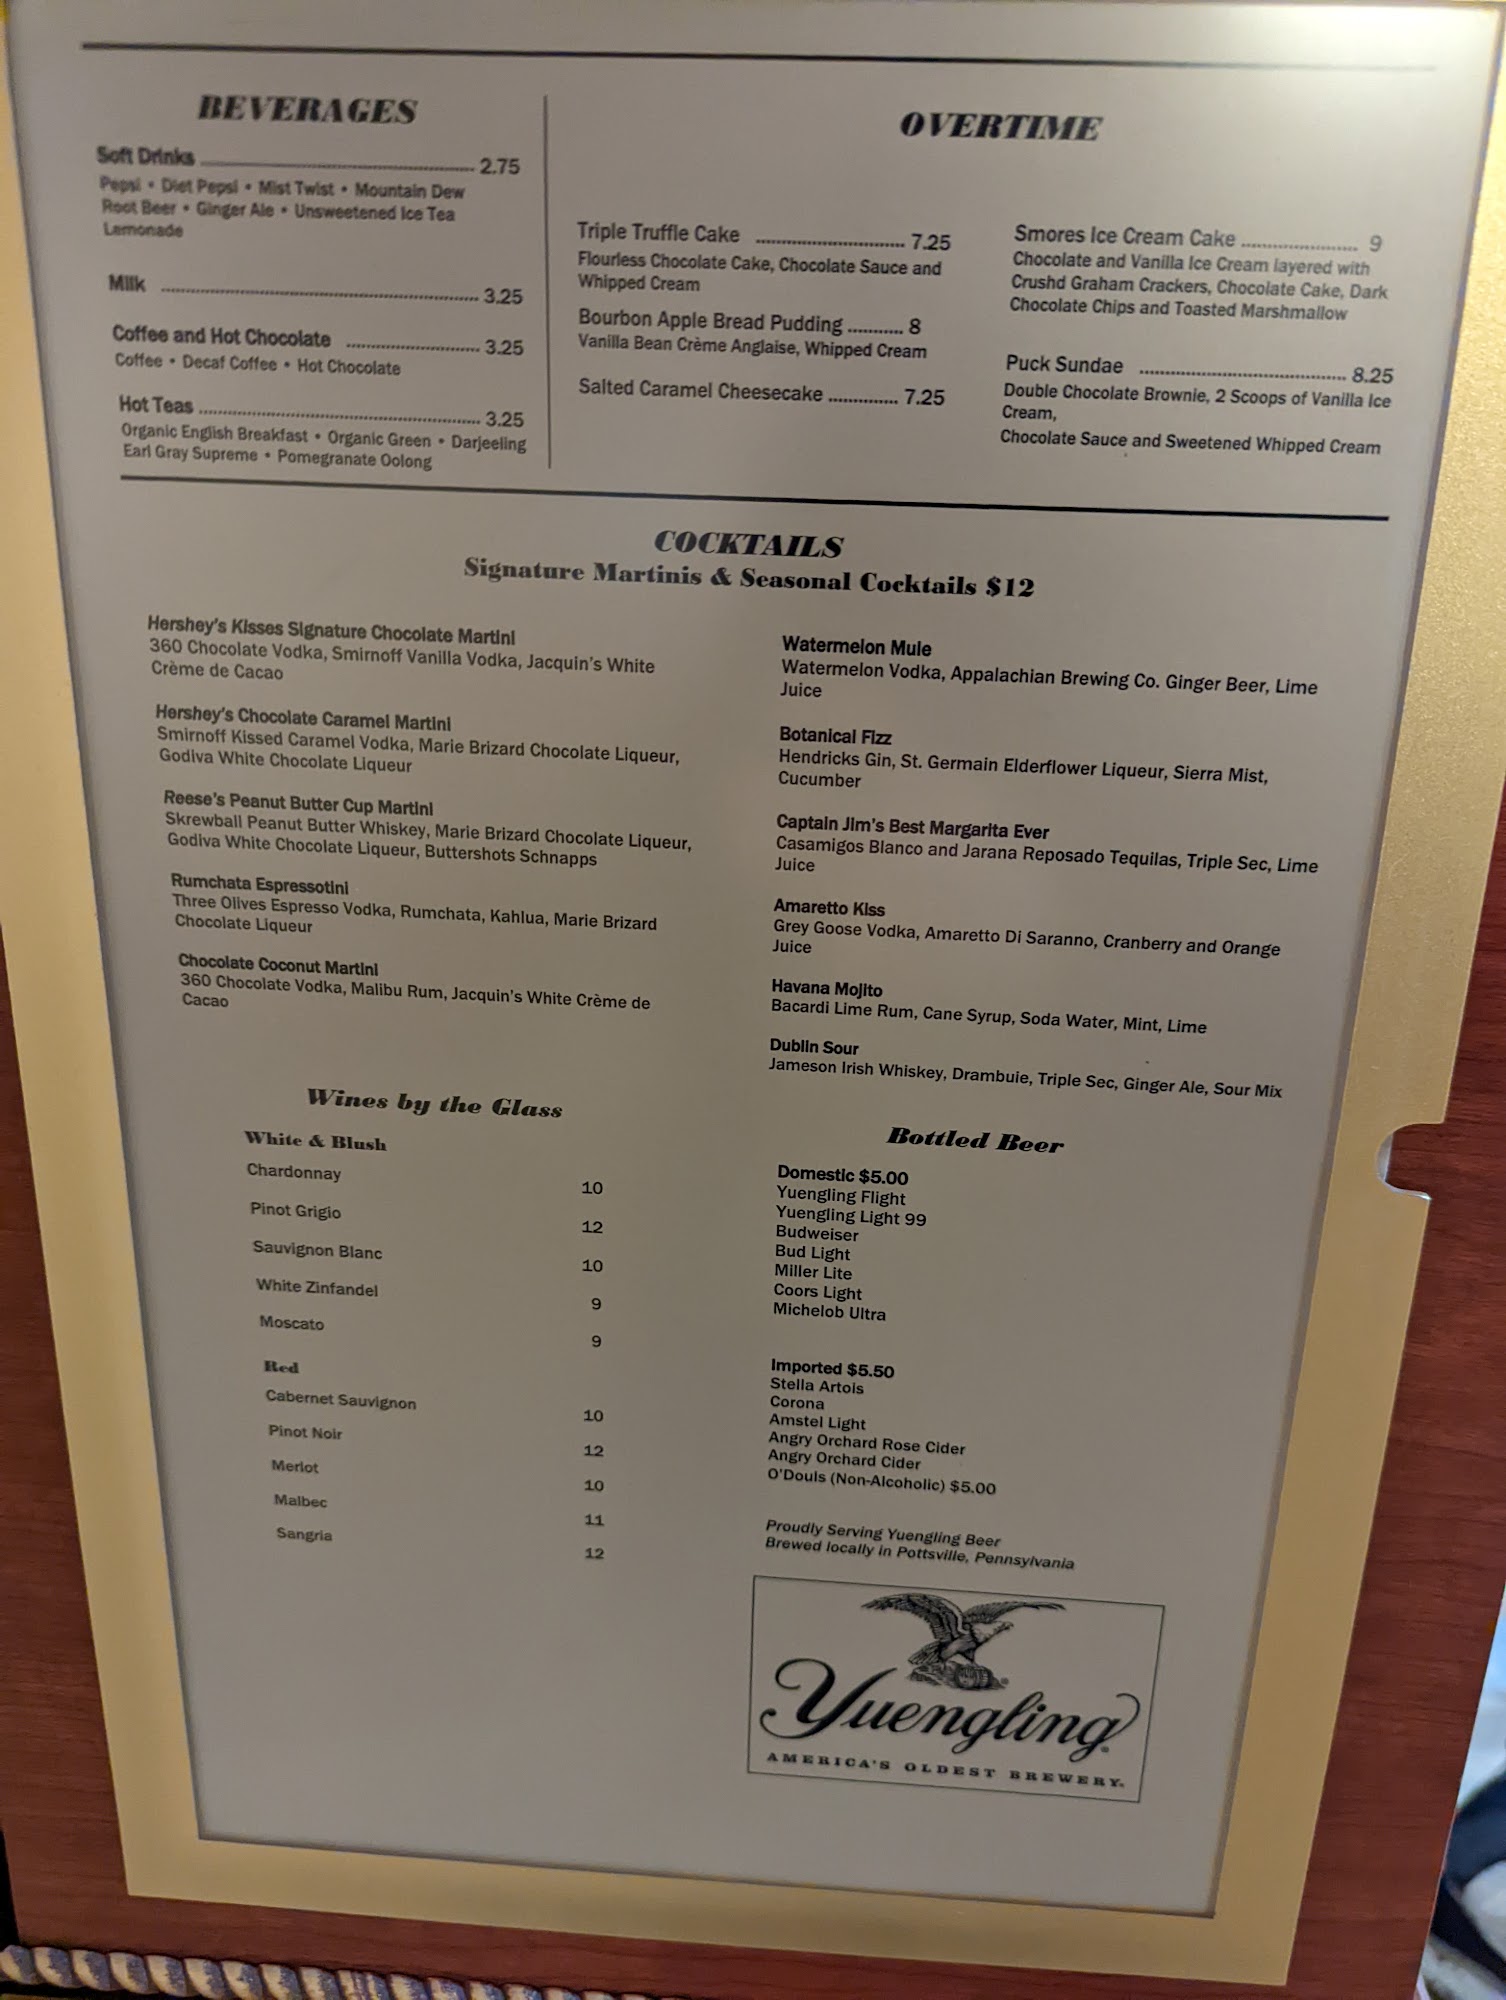 BEVERAGES
Soft Drinks 2.75
Pepsi • Diet Pepsi • Mist Twist • Mountain Dew
Root Beer • Ginger Ale • Unsweetened Ice Tea
Lemonade
Milk 3.25
Coffee and Hot Chocolate 3.25
Coffee • Decaf Coffee • Hot Chocolate
Hot Teas 3.25
Organic English Breakfast • Organic Green • Darjeeling
Earl Gray Supreme • Pomegranate Oolong
OVERTIME
Triple Truffle Cake 7.25
Flourless Chocolate Cake, Chocolate Sauce and
Whipped Cream
Bourbon Apple Bread Pudding 8
Vanilla Bean Crème Anglaise, Whipped Cream
Salted Caramel Cheesecake 7.25
Smores Ice Cream Cake 9
Chocolate and Vanilla Ice Cream layered with
Crushd Graham Crackers, Chocolate Cake, Dark
Chocolate Chips and Toasted Marshmallow
Puck Sundae 8.25
Double Chocolate Brownie, 2 Scoops of Vanilla Ice
Cream,
Chocolate Sauce and Sweetened Whipped Cream
COCKTAILS
Signature Martinis & Seasonal Cocktails $12
Hershey's Kisses Signature Chocolate Martini
360 Chocolate Vodka, Smirnoff Vanilla Vodka, Jacquin's White
Crème de Cacao
Hershey's Chocolate Caramel Martini
Smirnoff Kissed Caramel Vodka, Marie Brizard Chocolate Liqueur,
Godiva White Chocolate Liqueur
Reese's Peanut Butter Cup Martini
Skrewball Peanut Butter Whiskey, Marie Brizard Chocolate Liqueur,
Godiva White Chocolate Liqueur, Buttershots Schnapps
Rumchata Espressotini
Three Olives Espresso Vodka, Rumchata, Kahlua, Marie Brizard
Chocolate Liqueur
Chocolate Coconut Martini
360 Chocolate Vodka, Malibu Rum, Jacquin's White Crème de
Cacao
Watermelon Mule
Watermelon Vodka, Appalachian Brewing Co. Ginger Beer, Lime
Juice
Botanical Fizz
Hendricks Gin, St. Germain Elderflower Liqueur, Sierra Mist,
Cucumber
Captain Jim's Best Margarita Ever
Casamigos Blanco and Jarana Reposado Tequilas, Triple Sec, Lime
Juice
Amaretto Kiss
Grey Goose Vodka, Amaretto Di Saranno, Cranberry and Orange
Juice
Havana Mojito
Bacardi Lime Rum, Cane Syrup, Soda Water, Mint, Lime
Dublin Sour
Jameson Irish Whiskey, Drambuie, Triple Sec, Ginger Ale, Sour Mix
Wines by the Glass
White & Blush
Chardonnay 10
Pinot Grigio 12
Sauvignon Blanc 10
White Zinfandel 9
Moscato 9
Red
Cabernet Sauvignon 10
Pinot Noir 12
Merlot 10
Malbec 11
Sangria 12
Bottled Beer
Domestic $5.00
Yuengling Flight
Yuengling Light 99
Budweiser
Bud Light
Miller Lite
Coors Light
Michelob Ultra
Imported $5.50
Stella Artois
Corona
Amstel Light
Angry Orchard Rose Cider
Angry Orchard Cider
O'Douls (Non-Alcoholic) $5.00
Proudly Serving Yuengling Beer
Brewed locally in Pottsville, Pennsylvania
Yuengling®
AMERICA'S OLDEST BREWERY.